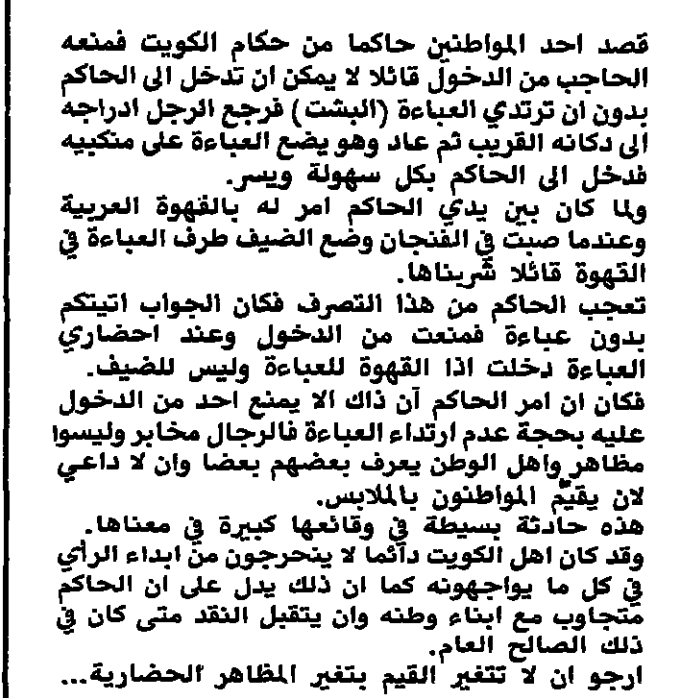 قصد احد المواطنين حاكما من حكام الكويت فمنعه
الحاجب من الدخول قائلا لا يمكن ان تدخل الى الحاكم
بدون ان ترتدي العباءة (البشت) فرجع الرجل ادراجه
الى دكانه القريب ثم عاد وهو يضع العباءة على منكبيه
فدخل الى الحاكم بكل سهولة ويسر.
ولما كان بين يدي الحاكم امر له بالقهوة العربية
وعندما صبت في الفنجان وضع الضيف طرف العباءة في
القهوة قائلا شريناها.
تعجب الحاكم من هذا التصرف فكان الجواب اتيتكم
بدون عباءة فمنعت من الدخول وعند احضاري
العباءة دخلت اذا القهوة للعباءة وليس للضيف.
فكان ان امر الحاكم آن ذاك الا يمنع احد من الدخول
عليه بحجة عدم ارتداء العباءة فالرجال مخابر وليسوا
مظاهر واهل الوطن يعرف بعضهم بعضا وان لا داعي
لان يقيّم المواطنون بالملابس.
هذه حادثة بسيطة في وقائعها كبيرة في معناها.
وقد كان اهل الكويت دائما لا يتحرجون من ابداء الرأي
في كل ما يواجهونه كما ان ذلك يدل على ان الحاكم
متجاوب مع ابناء وطنه وان يتقبل النقد متى كان في
ذلك الصالح العام.
ارجو ان لا تتغير القيم بتغير المظاهر الحضارية...